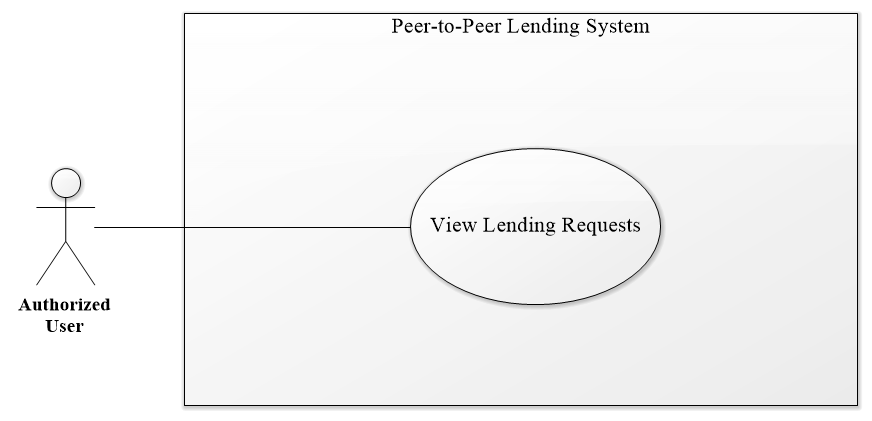 Peer-to-Peer Lending System
View Lending Requests
Authorized
User